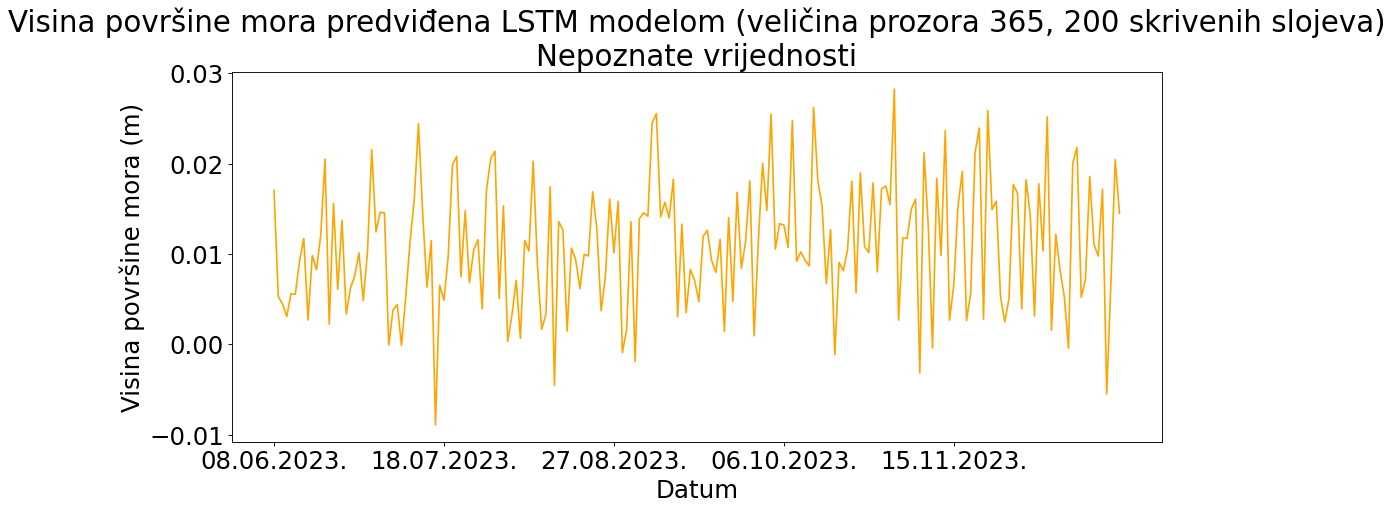 Visina površine mora predviđena LSTM modelom (veličina prozora 365, 200 skrivenih slojeva)
Nepoznate vrijednosti
Visina površine mora (m)
0.03
0.02
0.01
0.00
−0.01
08.06.2023. 18.07.2023. 27.08.2023. 06.10.2023. 15.11.2023.
Datum